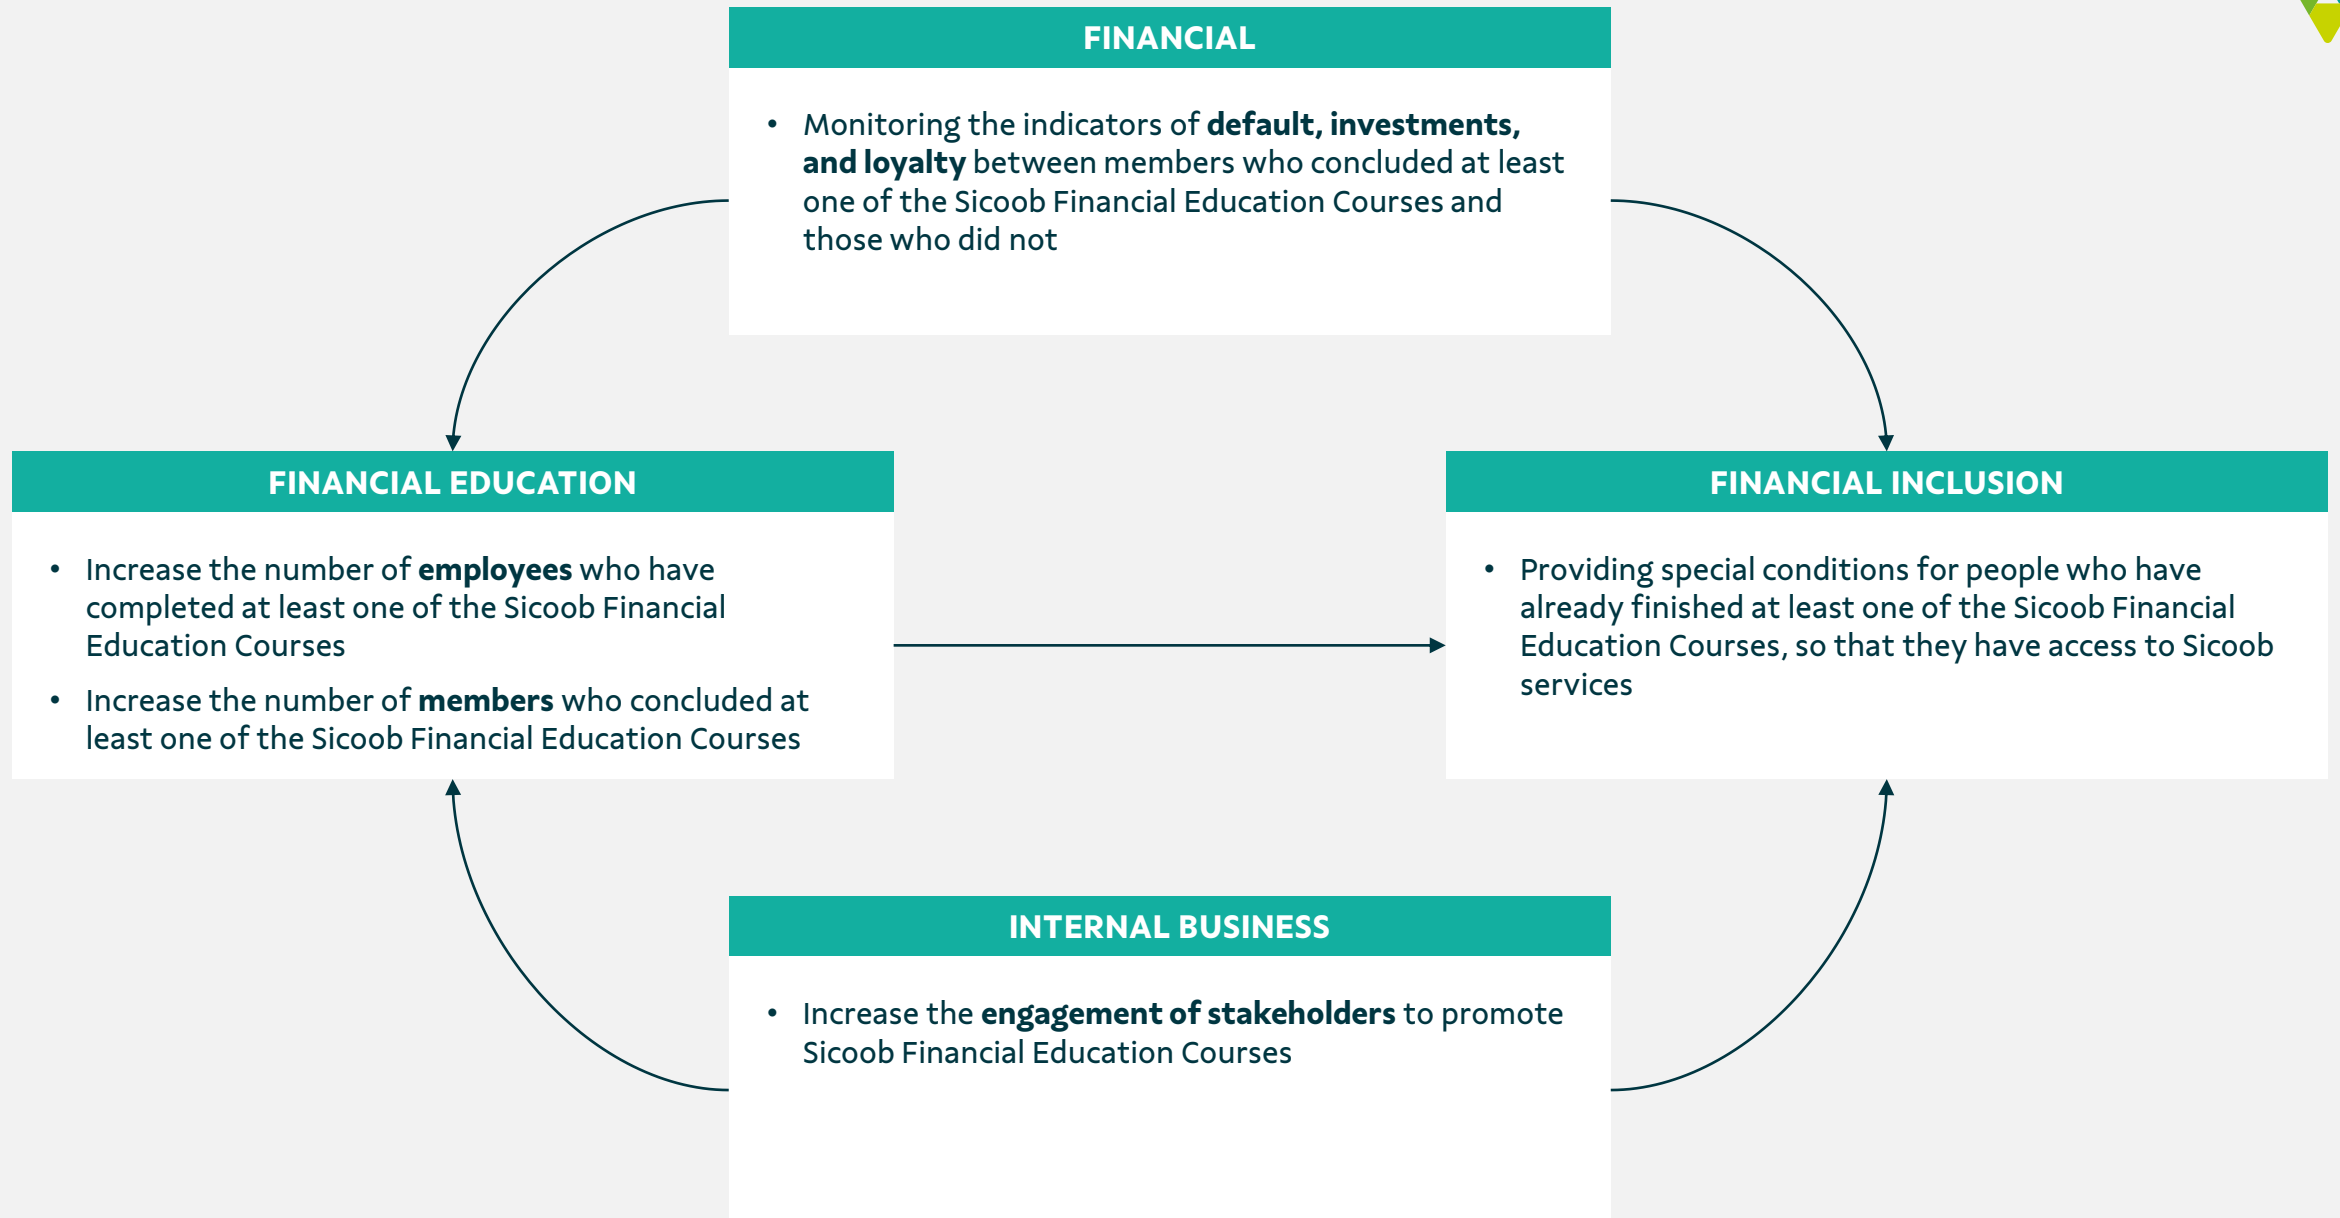 FINANCIAL
• Monitoring the indicators of default, investments,
and loyalty between members who concluded at least
one of the Sicoob Financial Education Courses and
those who did not
FINANCIAL EDUCATION
• Increase the number of employees who have
completed at least one of the Sicoob Financial
Education Courses
• Increase the number of members who concluded at
least one of the Sicoob Financial Education Courses
FINANCIAL INCLUSION
• Providing special conditions for people who have
already finished at least one of the Sicoob Financial
Education Courses, so that they have access to Sicoob
services
INTERNAL BUSINESS
• Increase the engagement of stakeholders to promote
Sicoob Financial Education Courses